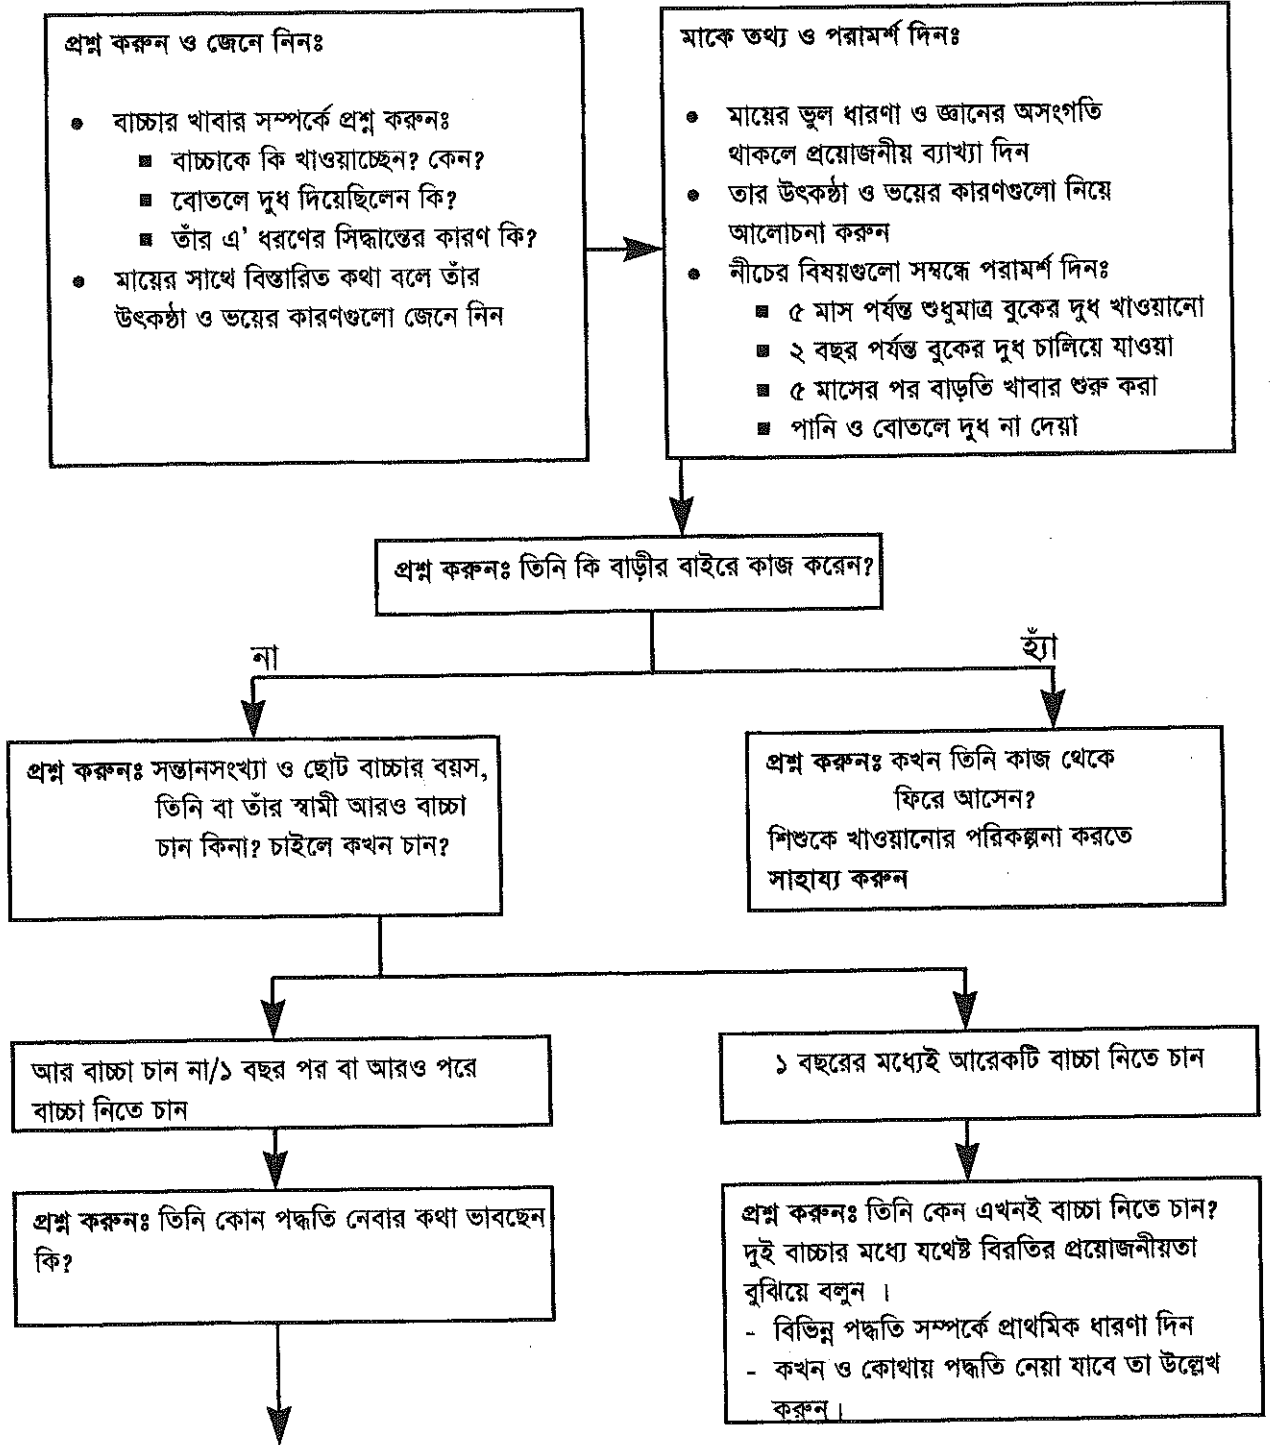 প্রশ্ন করুন ও জেনে নিনঃ
• বাচ্চার খাবার সম্পর্কে প্রশ্ন করুনঃ
■ বাচ্চাকে কি খাওয়াচ্ছেন? কেন?
■ বোতলে দুধ দিয়েছিলেন কি?
■ তাঁর এ' ধরণের সিদ্ধান্তের কারণ কি?
• মায়ের সাথে বিস্তারিত কথা বলে তাঁর
উৎকন্ঠা ও ভয়ের কারণগুলো জেনে নিন
মাকে তথ্য ও পরামর্শ দিনঃ
• মায়ের ভুল ধারণা ও জ্ঞানের অসংগতি
থাকলে প্রয়োজনীয় ব্যাখ্যা দিন
• তার উৎকন্ঠা ও ভয়ের কারণগুলো নিয়ে
আলোচনা করুন
• নীচের বিষয়গুলো সম্বন্ধে পরামর্শ দিনঃ
■ ৫ মাস পর্যন্ত শুধুমাত্র বুকের দুধ খাওয়ানো
■ ২ বছর পর্যন্ত বুকের দুধ চালিয়ে যাওয়া
■ ৫ মাসের পর বাড়তি খাবার শুরু করা
■ পানি ও বোতলে দুধ না দেয়া
প্রশ্ন করুনঃ তিনি কি বাড়ীর বাইরে কাজ করেন?
না
হ্যাঁ
প্রশ্ন করুনঃ সন্তানসংখ্যা ও ছোট বাচ্চার বয়স,
তিনি বা তাঁর স্বামী আরও বাচ্চা
চান কিনা? চাইলে কখন চান?
প্রশ্ন করুনঃ কখন তিনি কাজ থেকে
ফিরে আসেন?
শিশুকে খাওয়ানোর পরিকল্পনা করতে
সাহায্য করুন
আর বাচ্চা চান না/১ বছর পর বা আরও পরে
বাচ্চা নিতে চান
১ বছরের মধ্যেই আরেকটি বাচ্চা নিতে চান
প্রশ্ন করুনঃ তিনি কোন পদ্ধতি নেবার কথা ভাবছেন
কি?
প্রশ্ন করুনঃ তিনি কেন এখনই বাচ্চা নিতে চান?
দুই বাচ্চার মধ্যে যথেষ্ট বিরতির প্রয়োজনীয়তা
বুঝিয়ে বলুন ।
- বিভিন্ন পদ্ধতি সম্পর্কে প্রাথমিক ধারণা দিন
- কখন ও কোথায় পদ্ধতি নেয়া যাবে তা উল্লেখ
করুন।